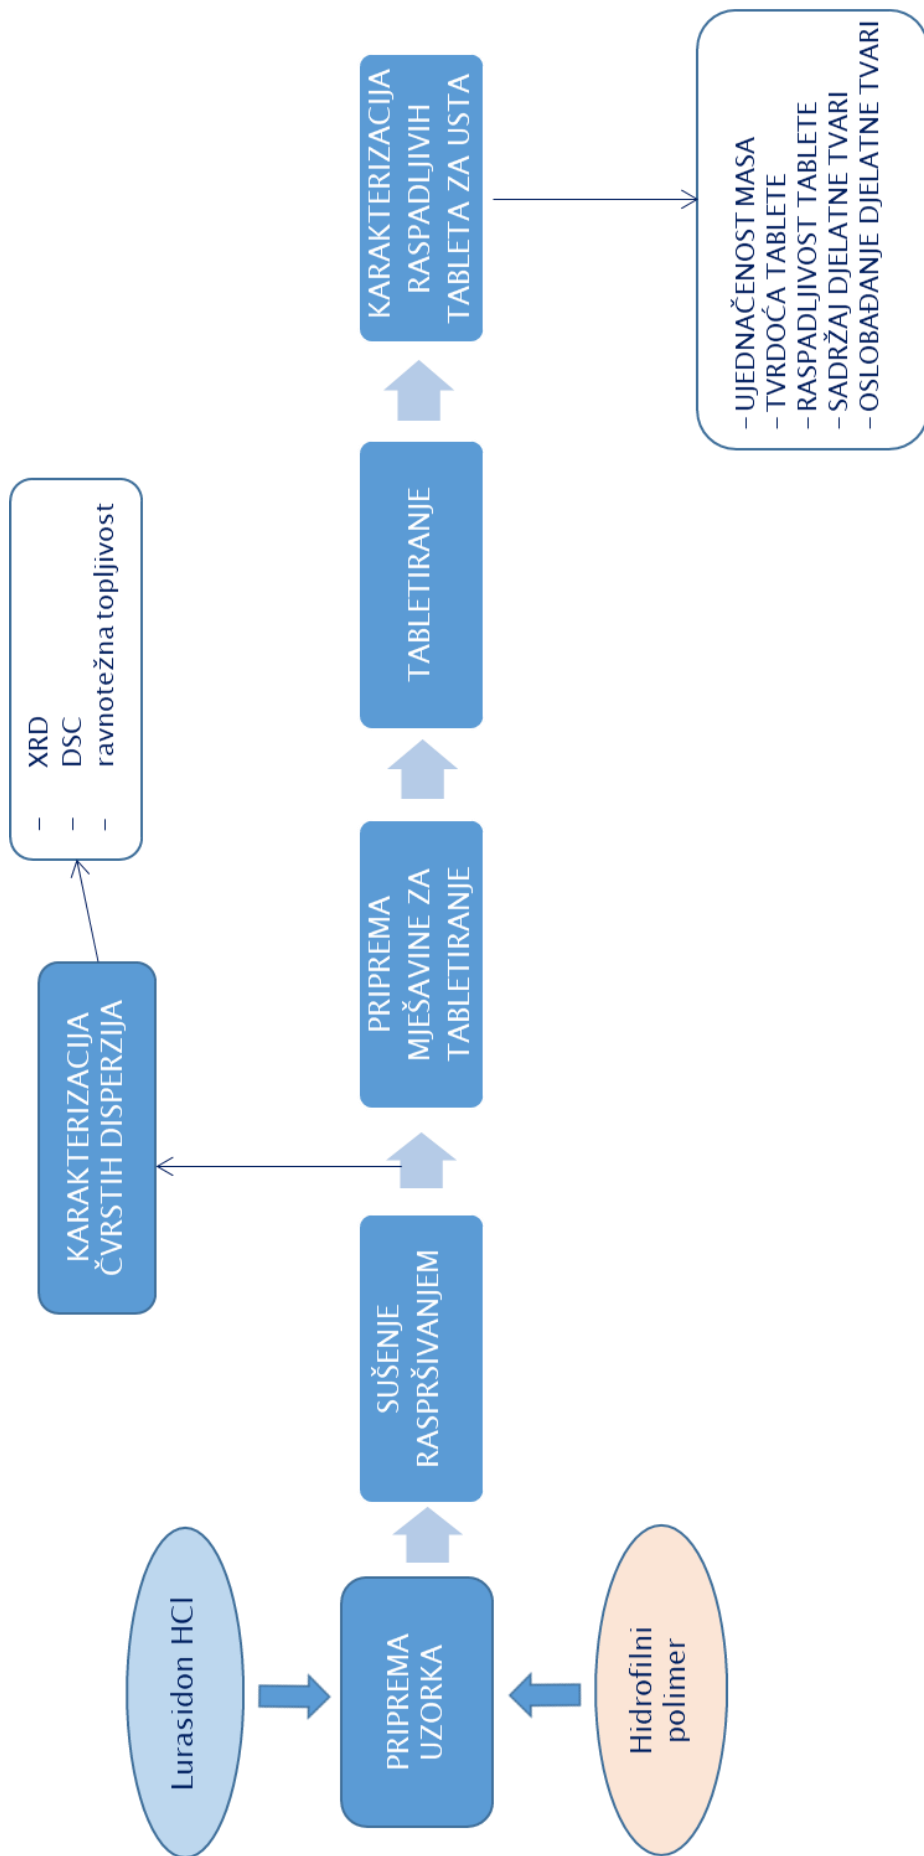 Lurasidon HCl
Hidrofilni
polimer
PRIPREMA
UZORKA
SUŠENJE
RASPRŠIVANJEM
KARAKTERIZACIJA
ČVRSTIH DISPERZIJA
– XRD
– DSC
– ravnotežna topljivost
PRIPREMA
MJEŠAVINE ZA
TABLETIRANJE
TABLETIRANJE
KARAKTERIZACIJA
RASPADLJIVIH
TABLETA ZA USTA
– UJEDNAČENOST MASA
– TVRDOĆA TABLETE
– RASPADLJIVOST TABLETE
– SADRŽAJ DJELATNE TVARI
– OSLOBAĐANJE DJELATNE TVARI